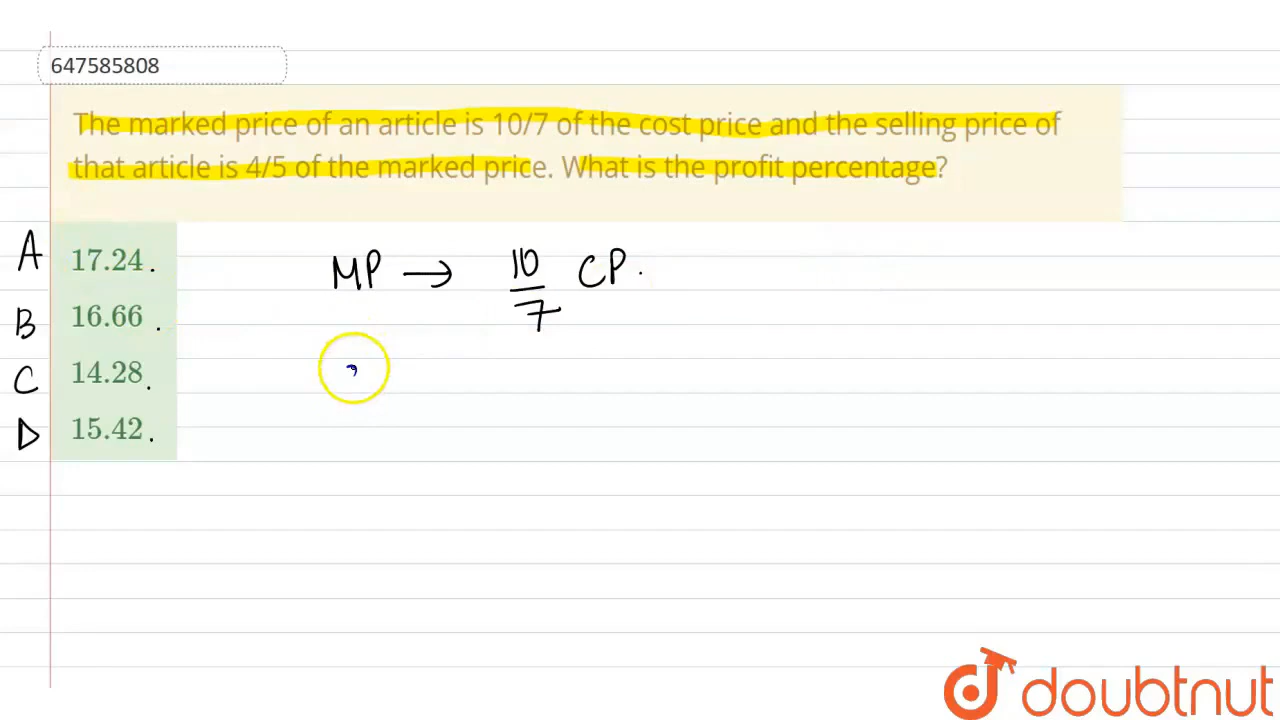 647585808
The marked price of an article is 10/7 of the cost price and the selling price of
that article is 4/5 of the marked price. What is the profit percentage?
A 17.24.
B 16.66.
C 14.28.
D 15.42.
MP → 10/7 CP.
doubtnut